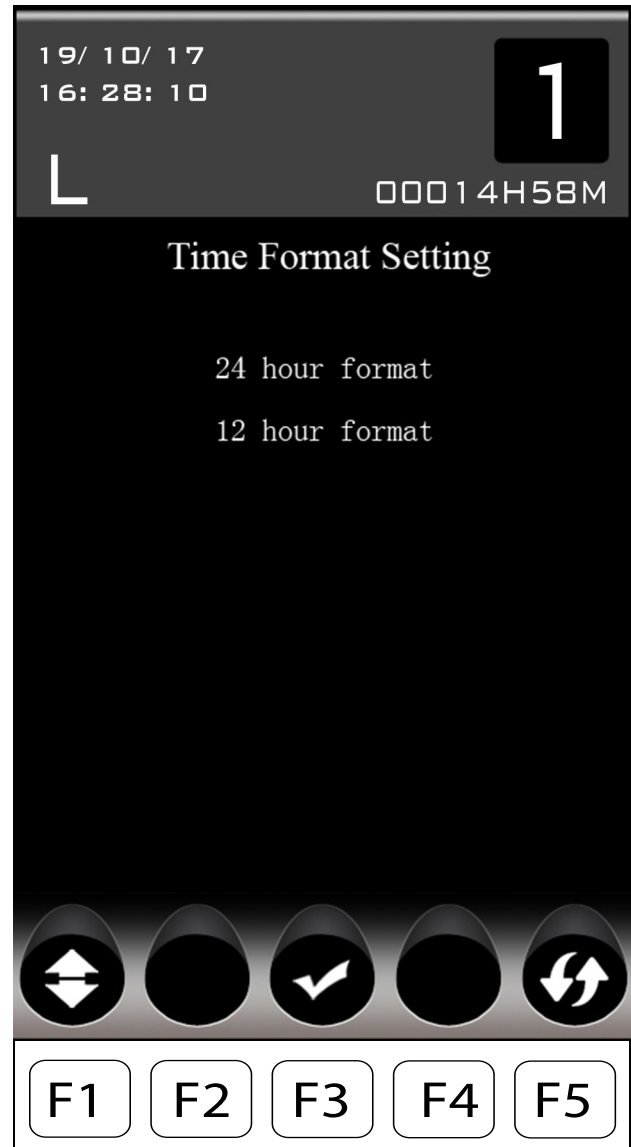 19/ 10/ 17
16: 28: 10
1
L
00014H58M
Time Format Setting
24 hour format
12 hour format
F1 F2 F3 F4 F5